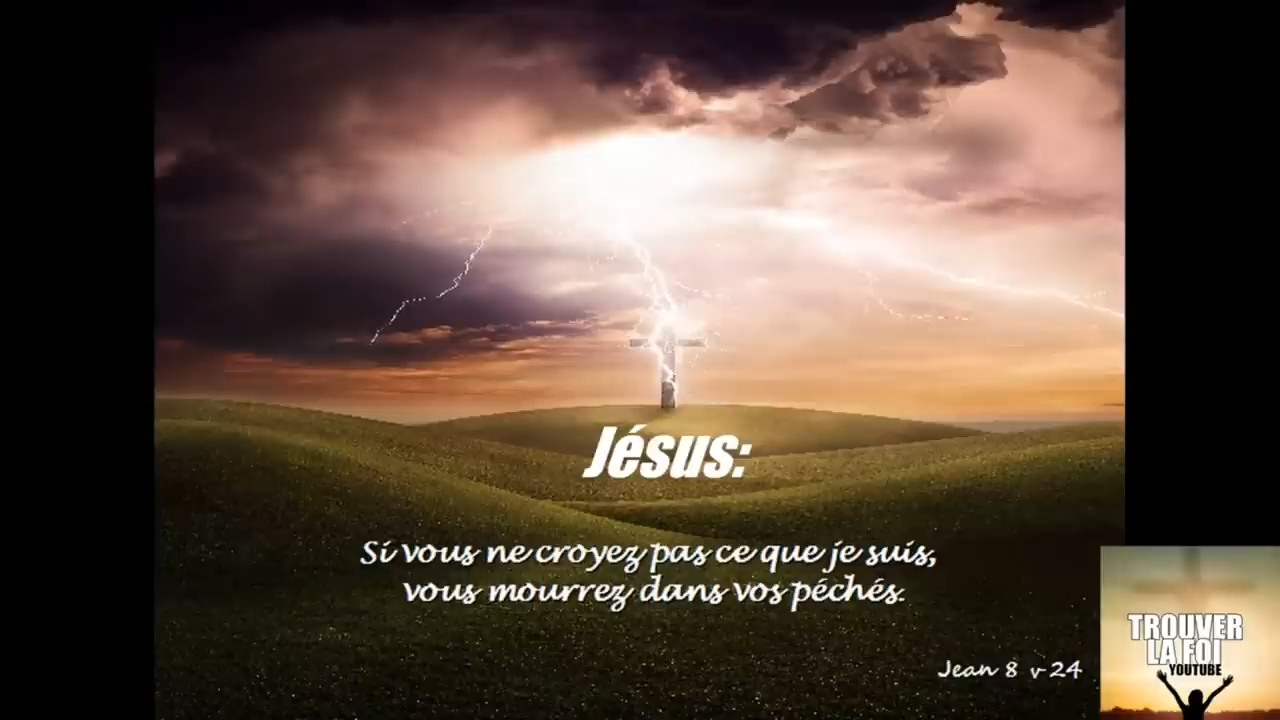 Jésus:
Si vous ne croyez pas ce que je suis,
vous mourrez dans vos péchés.
Jean 8 v 24
TROUVER
LA FOI
YOUTUBE